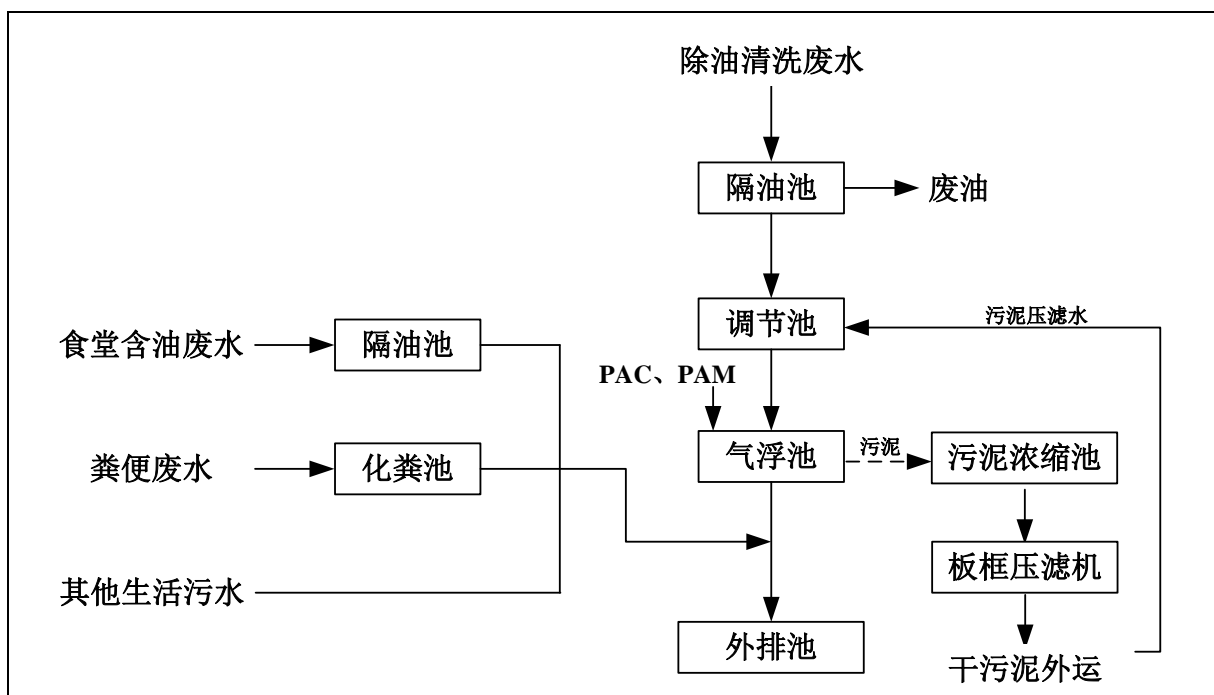 除油清洗废水
隔油池
废油
调节池
污泥压滤水
食堂含油废水
隔油池
PAC、PAM
粪便废水
化粪池
气浮池
污泥
污泥浓缩池
板框压滤机
其他生活污水
外排池
干污泥外运